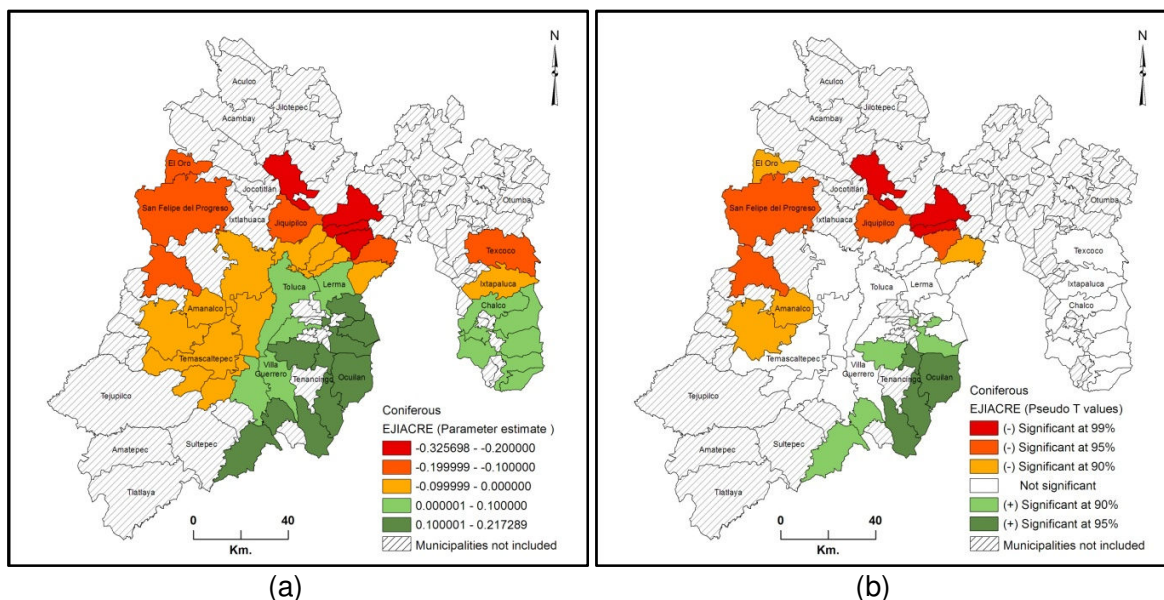 N
Aculco
Jilotepec
Acambay
El Oro
Jocotitlán
Otumba
San Felipe del Progreso
Ixtlahuaca
Jiquipilco
Texcoco
Toluca
Lerma
Ixtapaluca
Amanalco
Chalco
Temascaltepec
Villa
Guerrero
Ocuilan
Tenancingo
Tejupilco
Sultepec
Amatepec
Tlatlaya
Coniferous
EJIACRE (Parameter estimate )
-0.325698 - -0.200000
-0.199999 - -0.100000
-0.099999 - 0.000000
0.000001 - 0.100000
0.100001 - 0.217289
Municipalities not included
0 40
Km.
(a)
N
Aculco
Jilotepec
Acambay
El Oro
Jocotitlán
Otumba
San Felipe del Progreso
Ixtlahuaca
Jiquipilco
Texcoco
Toluca
Lerma
Ixtapaluca
Amanalco
Chalco
Temascaltepec
Villa
Guerrero
Ocuilan
Tenancingo
Tejupilco
Sultepec
Amatepec
Tlatlaya
Coniferous
EJIACRE (Pseudo T values)
(-) Significant at 99%
(-) Significant at 95%
(-) Significant at 90%
Not significant
(+) Significant at 90%
(+) Significant at 95%
Municipalities not included
0 40
Km.
(b)